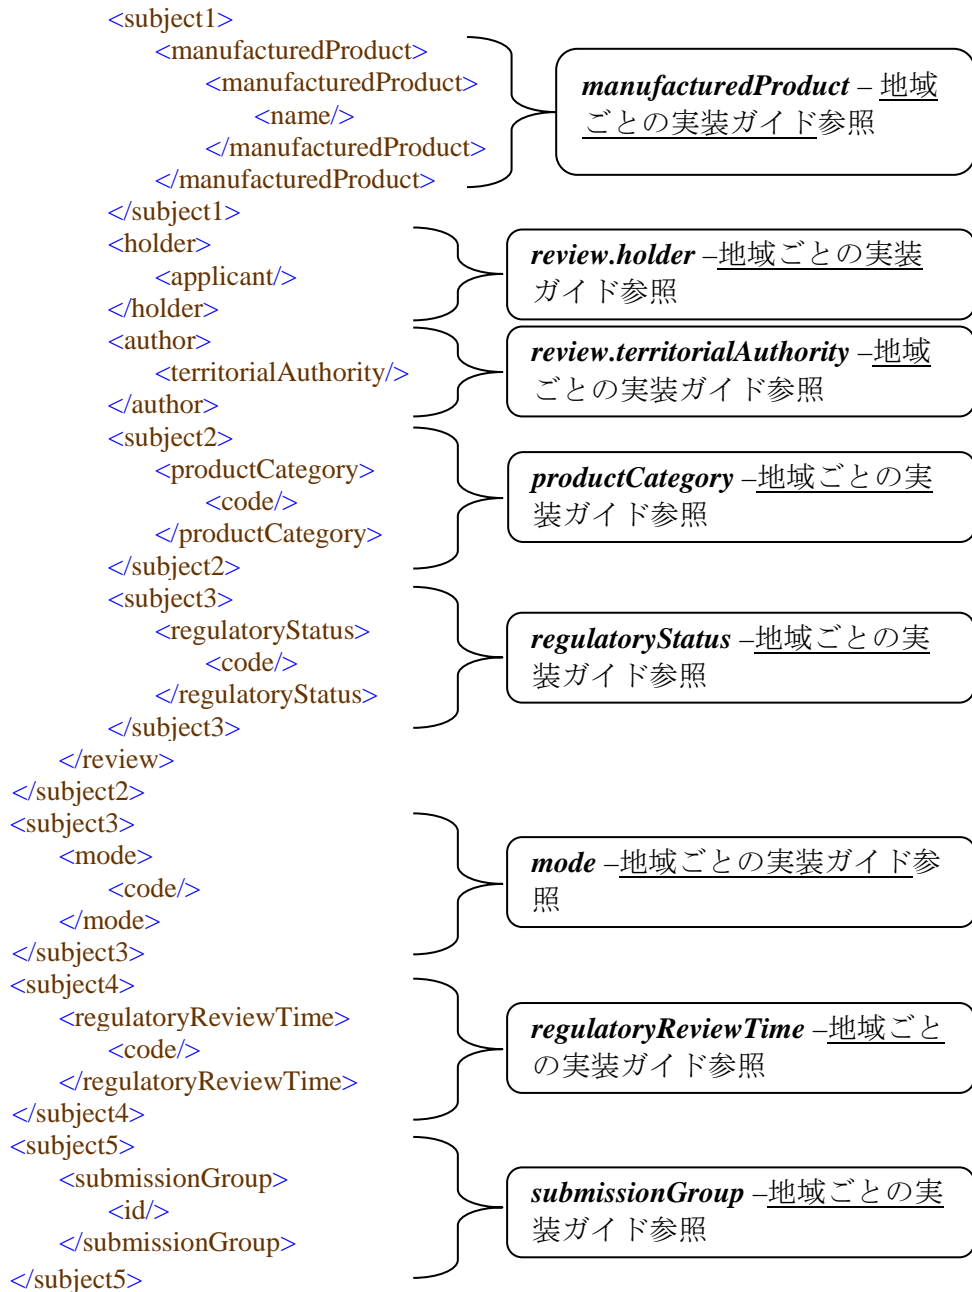 <subject1>
<manufacturedProduct>
<manufacturedProduct>
<name/>
</manufacturedProduct>
</manufacturedProduct>
</subject1>
manufacturedProduct – 地域
ごとの実装ガイド参照
<holder>
<applicant/>
</holder>
review.holder –地域ごとの実装
ガイド参照
<author>
<territorialAuthority/>
</author>
review.territorialAuthority –地域
ごとの実装ガイド参照
<subject2>
<productCategory>
<code/>
</productCategory>
</subject2>
productCategory –地域ごとの実
装ガイド参照
<subject3>
<regulatoryStatus>
<code/>
</regulatoryStatus>
</subject3>
regulatoryStatus –地域ごとの実
装ガイド参照
</review>
</subject2>
<subject3>
<mode>
<code/>
</mode>
</subject3>
mode –地域ごとの実装ガイド参
照
<subject4>
<regulatoryReviewTime>
<code/>
</regulatoryReviewTime>
</subject4>
regulatoryReviewTime –地域ごと
の実装ガイド参照
<subject5>
<submissionGroup>
<id/>
</submissionGroup>
</subject5>
submissionGroup –地域ごとの実
装ガイド参照